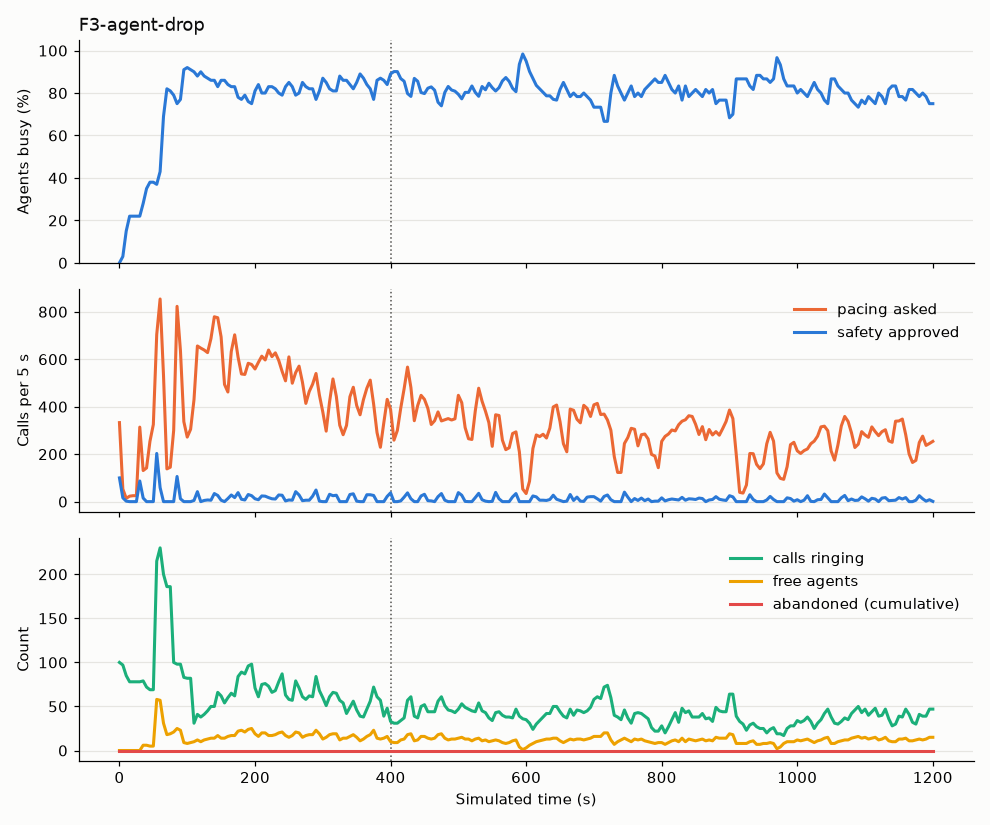 F3-agent-drop
Agents busy (%)
100
80
60
40
20
0
Calls per 5 s
800
600
400
200
0
pacing asked
safety approved
Count
200
150
100
50
0
calls ringing
free agents
abandoned (cumulative)
0 200 400 600 800 1000 1200
Simulated time (s)